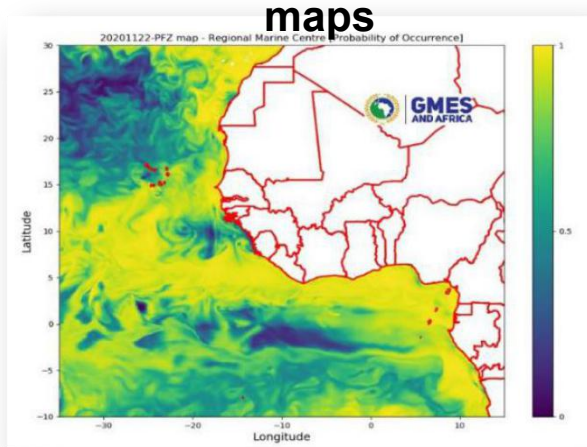 maps
20201122-PFZ map - Regional Marine Centre [Probability of Occurrence]
GMES
AND AFRICA
Latitude
30
25
20
15
10
5
0
−5
−10
−30
−20
−10
0
10
Longitude
1
0.5
0